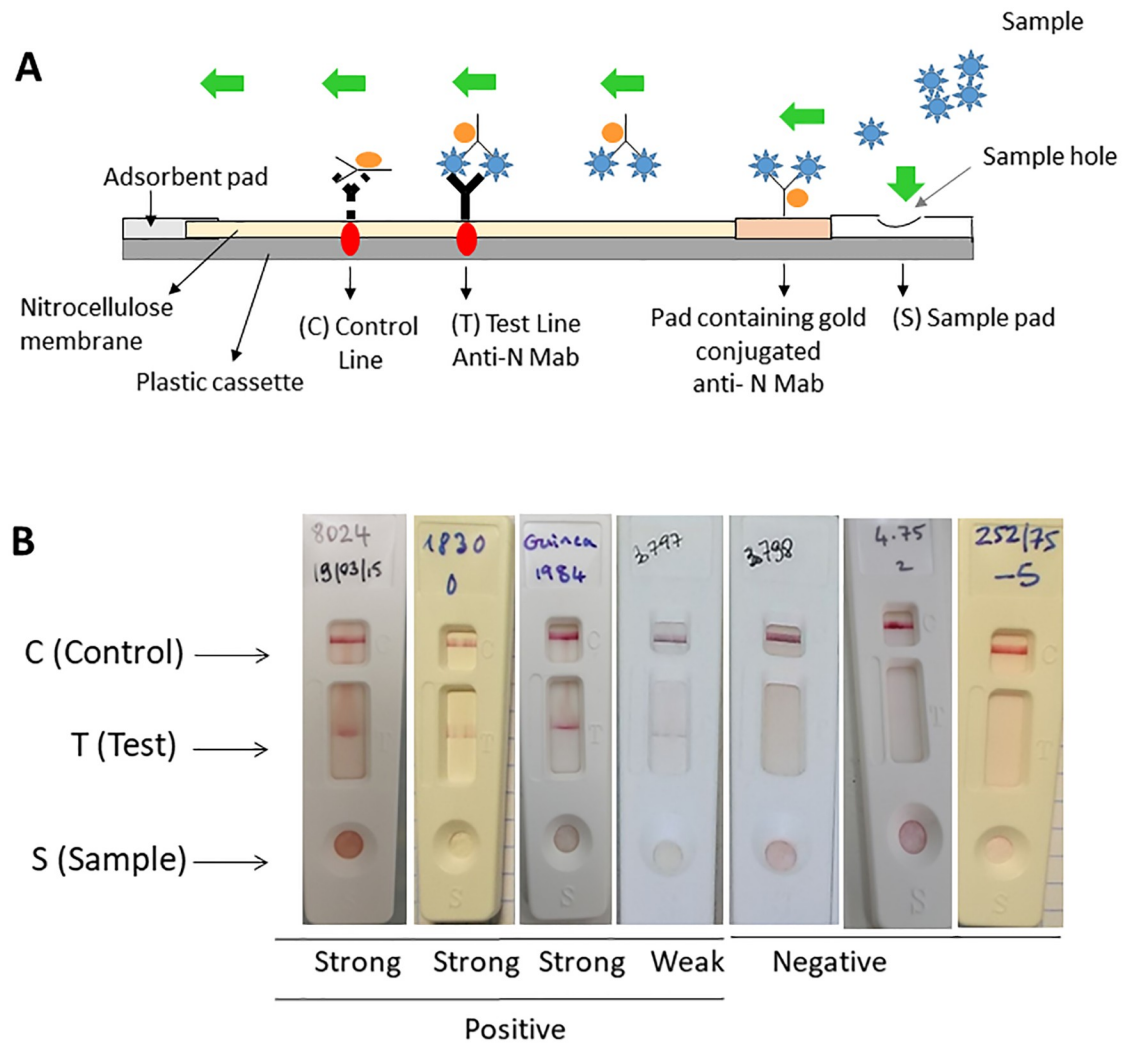 A
Sample
Sample hole
Adsorbent pad
Nitrocellulose
membrane
Plastic cassette
(C) Control
Line
(T) Test Line
Anti-N Mab
Pad containing gold
conjugated
anti- N Mab
(S) Sample pad
B
8024
19/03/15
1830
0
Guinea
1984
3797
3798
4.75
2
252/75
-5
C (Control)
T (Test)
S (Sample)
C
C
C
C
C
T
T
T
T
T
S
S
S
S
S
Strong
Strong
Strong
Weak
Negative
Positive